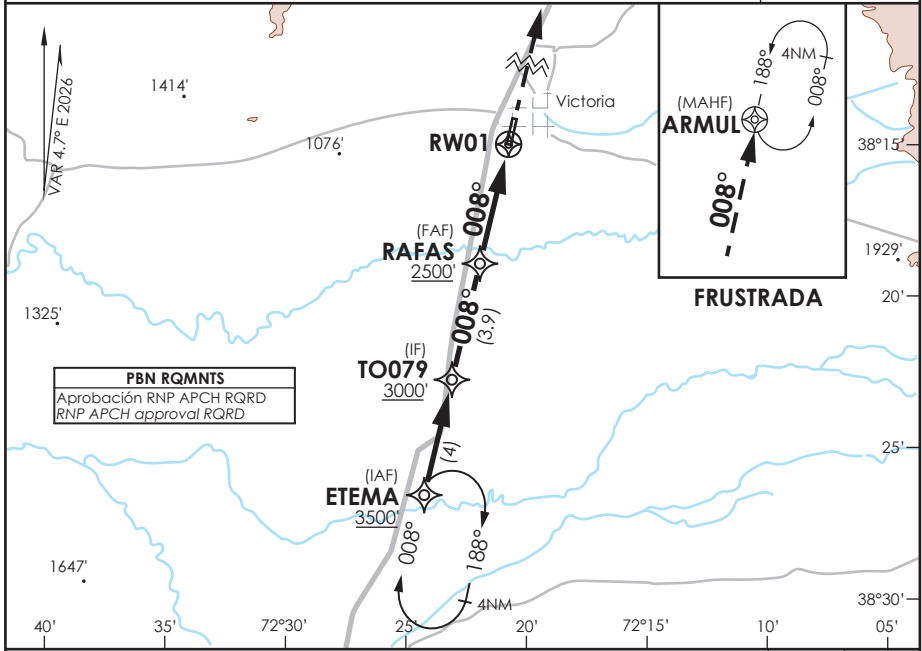 VAR 4.7° E 2026
1414'
1076'
Victoria
RW01
008°
(FAF)
RAFAS
2500'
008°
(3.9)
(IF)
TO079
3000'
(4)
(IAF)
ETEMA
3500'
008°
188°
4NM
1325'
PBN RQMNTS
Aprobación RNP APCH RQRD
RNP APCH approval RQRD
1647'
188°
4NM
008°
(MAHF)
ARMUL
008°
FRUSTRADA
38°15'
1929'
20'
25'
38°30'
40'
35'
72°30'
25'
20'
72°15'
10'
05'